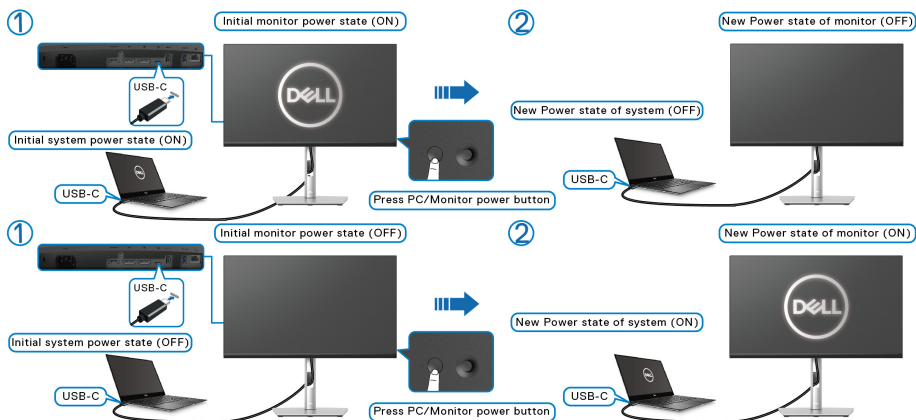 1
Initial monitor power state (ON)
2
New Power state of monitor (OFF)
USB-C
DELL
New Power state of system (OFF)
Initial system power state (ON)
DELL
USB-C
USB-C
Press PC/Monitor power button
1
Initial monitor power state (OFF)
2
New Power state of monitor (ON)
USB-C
DELL
New Power state of system (ON)
Initial system power state (OFF)
DELL
USB-C
USB-C
Press PC/Monitor power button